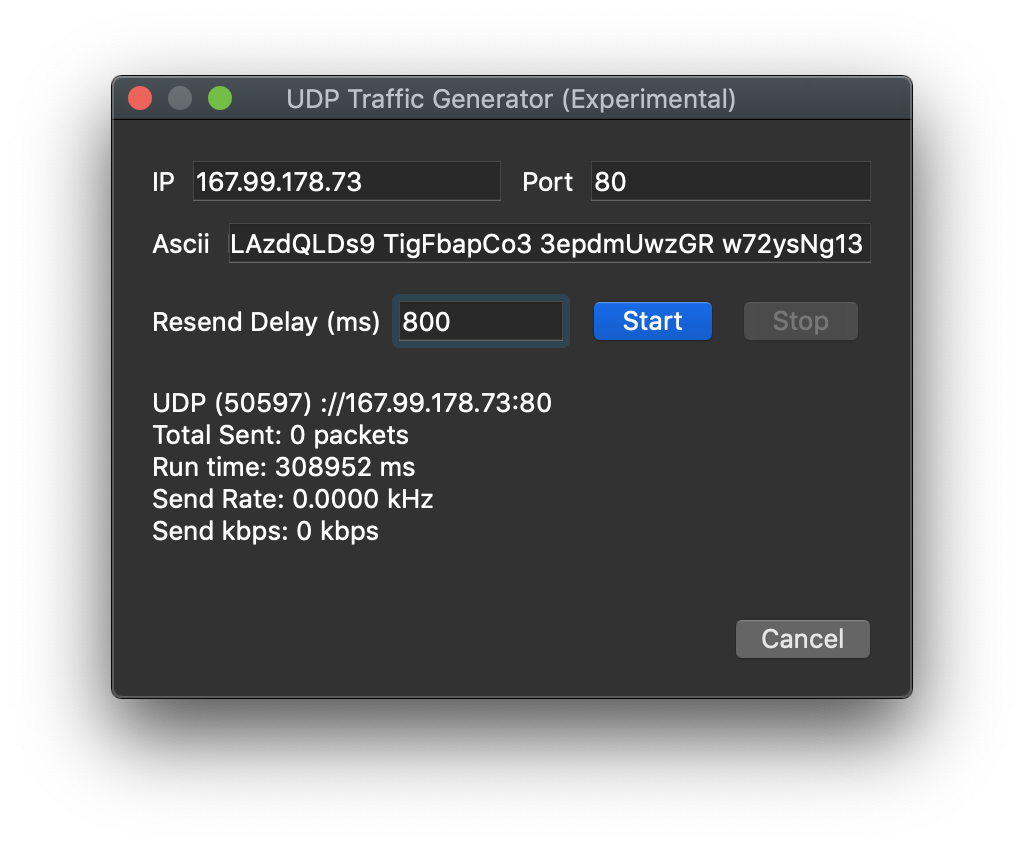 UDP Traffic Generator (Experimental)
IP 167.99.178.73 Port 80
Ascii LAzdQLDs9 TigFbapCo3 3epdmUwzGR w72ysNg13
Resend Delay (ms) 800 Start Stop
UDP (50597) ://167.99.178.73:80
Total Sent: 0 packets
Run time: 308952 ms
Send Rate: 0.0000 kHz
Send kbps: 0 kbps
Cancel